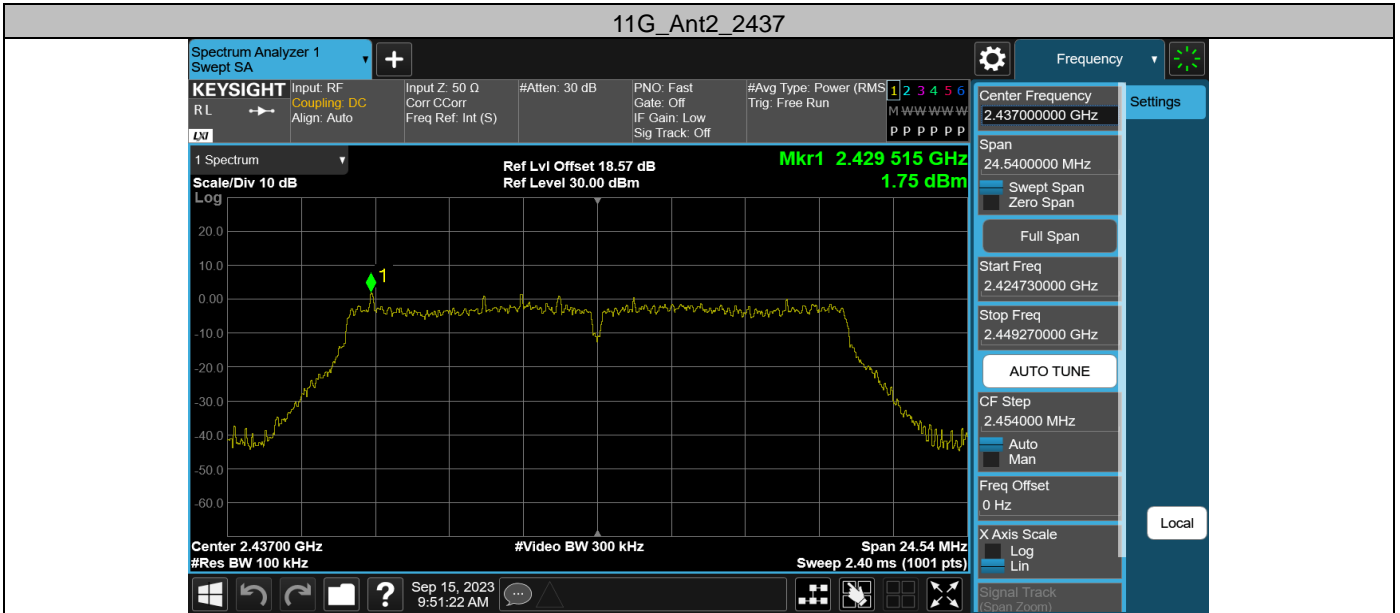 11G_Ant2_2437
Spectrum Analyzer 1
Swept SA
+
Frequency
KEYSIGHT
R L
LXI
Input: RF
Coupling: DC
Align: Auto
Input Z: 50 Ω
Corr CCorr
Freq Ref: Int (S)
#Atten: 30 dB
PNO: Fast
Gate: Off
IF Gain: Low
Sig Track: Off
#Avg Type: Power (RMS
Trig: Free Run
1 2 3 4 5 6
M W W W W W
P P P P P P
1 Spectrum
Scale/Div 10 dB
Log
Ref Lvl Offset 18.57 dB
Ref Level 30.00 dBm
Mkr1 2.429 515 GHz
1.75 dBm
20.0
10.0
0.00
-10.0
-20.0
-30.0
-40.0
-50.0
-60.0
1
Center 2.43700 GHz
#Res BW 100 kHz
#Video BW 300 kHz
Span 24.54 MHz
Sweep 2.40 ms (1001 pts)
Center Frequency
2.437000000 GHz
Span
24.5400000 MHz
Swept Span
Zero Span
Full Span
Start Freq
2.424730000 GHz
Stop Freq
2.449270000 GHz
AUTO TUNE
CF Step
2.454000 MHz
Auto
Man
Freq Offset
0 Hz
X Axis Scale
Log
Lin
Signal Track
(Span Zoom)
Settings
Local
?
Sep 15, 2023
9:51:22 AM